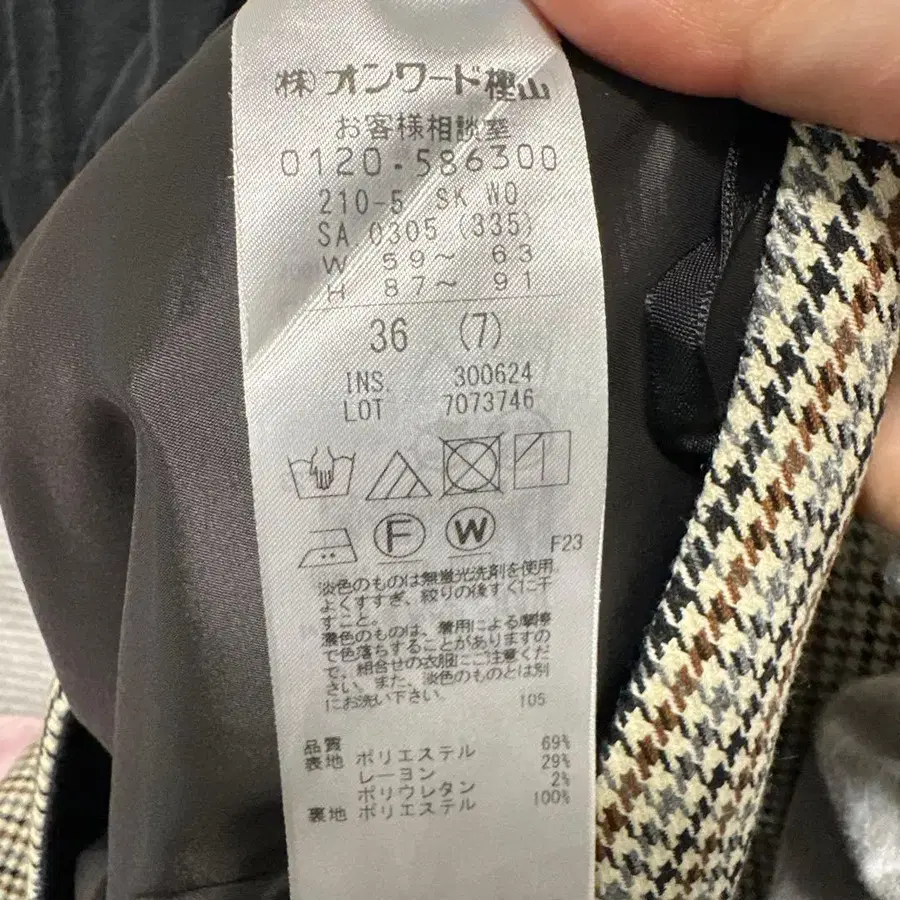 (株)オンワード樫山
お客様相談室
0120-586300
210-5 SK WO
SA 0305 (335)
W 59~ 63
H 87~ 91
36 (7)
INS. 300624
LOT 7073746
F W F23
淡色のものは無蛍光洗剤を使用。
よくすすぎ、絞りの後すぐに干
すこと。
濃色のものは、着用による摩擦
で色落ちすることがありますの
で、組合せの衣服にご注意くだ
さい。また、淡色のものとは別
にお洗い下さい。 105
品質
表地 ポリエステル 69%
レーヨン 29%
ポリウレタン 2%
裏地 ポリエステル 100%